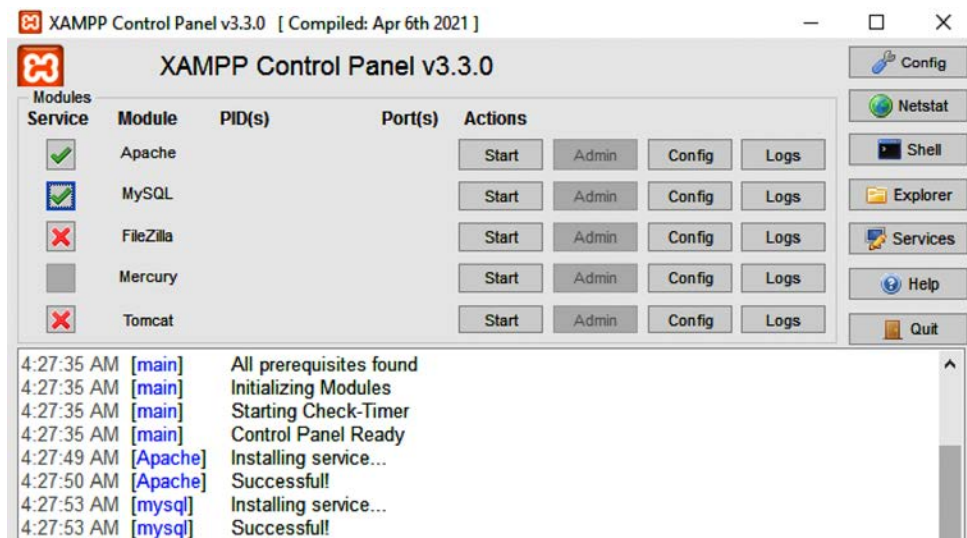 XAMPP Control Panel v3.3.0 [ Compiled: Apr 6th 2021 ]
XAMPP Control Panel v3.3.0
Config
Modules
Service Module PID(s) Port(s) Actions
Netstat
Apache Start Admin Config Logs
Shell
MySQL Start Admin Config Logs
Explorer
FileZilla Start Admin Config Logs
Services
Mercury Start Admin Config Logs
Help
Tomcat Start Admin Config Logs
Quit
4:27:35 AM [main] All prerequisites found
4:27:35 AM [main] Initializing Modules
4:27:35 AM [main] Starting Check-Timer
4:27:35 AM [main] Control Panel Ready
4:27:49 AM [Apache] Installing service...
4:27:50 AM [Apache] Successful!
4:27:53 AM [mysql] Installing service...
4:27:53 AM [mysql] Successful!